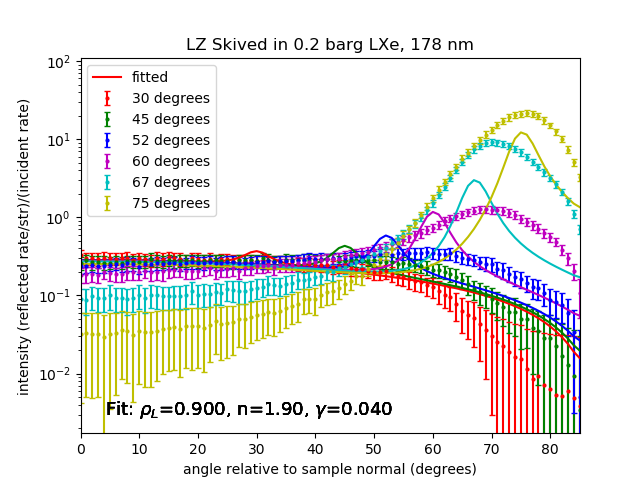 LZ Skived in 0.2 barg LXe, 178 nm
intensity (reflected rate/str)/(incident rate)
10²
10¹
10⁰
10⁻¹
10⁻²
fitted
30 degrees
45 degrees
52 degrees
60 degrees
67 degrees
75 degrees
Fit: ρ_L=0.900, n=1.90, γ=0.040
0 10 20 30 40 50 60 70 80
angle relative to sample normal (degrees)